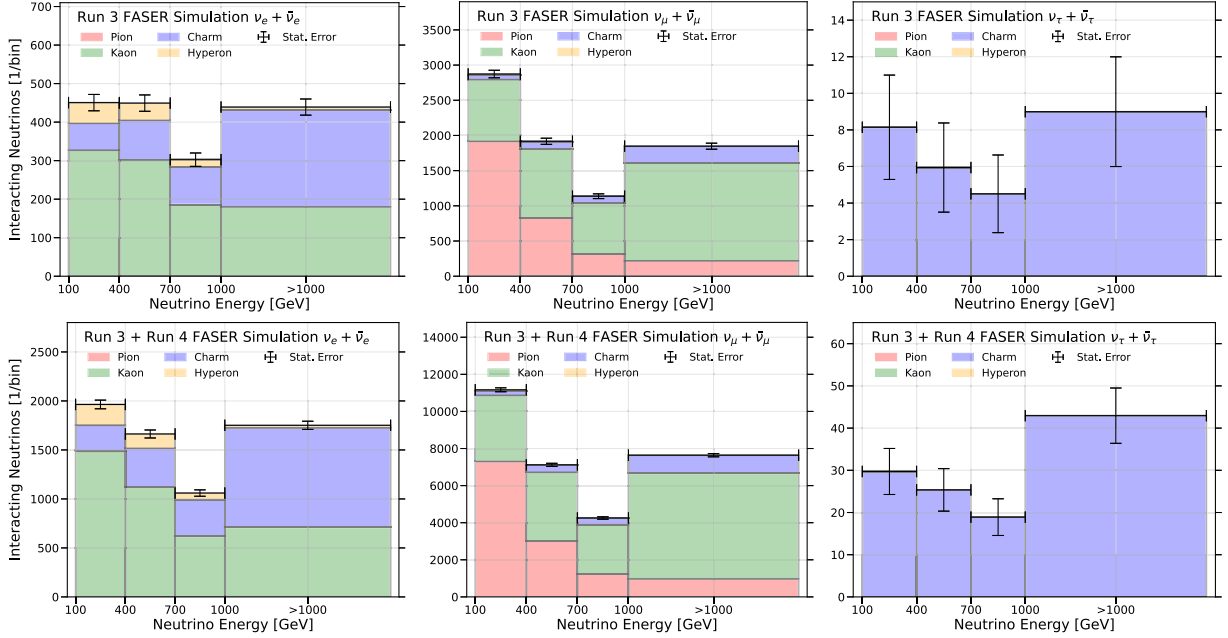 Run 3 FASER Simulation νe + ν̄e
Pion Charm Stat. Error
Kaon Hyperon
Interacting Neutrinos [1/bin]
700
600
500
400
300
200
100
0
100 400 700 1000 >1000
Neutrino Energy [GeV]
Run 3 FASER Simulation νμ + ν̄μ
Pion Charm Stat. Error
Kaon Hyperon
3500
3000
2500
2000
1500
1000
500
0
100 400 700 1000 >1000
Neutrino Energy [GeV]
Run 3 FASER Simulation ντ + ν̄τ
Pion Charm Stat. Error
Kaon Hyperon
14
12
10
8
6
4
2
0
100 400 700 1000 >1000
Neutrino Energy [GeV]
Run 3 + Run 4 FASER Simulation νe + ν̄e
Pion Charm Stat. Error
Kaon Hyperon
Interacting Neutrinos [1/bin]
2500
2000
1500
1000
500
0
100 400 700 1000 >1000
Neutrino Energy [GeV]
Run 3 + Run 4 FASER Simulation νμ + ν̄μ
Pion Charm Stat. Error
Kaon Hyperon
14000
12000
10000
8000
6000
4000
2000
0
100 400 700 1000 >1000
Neutrino Energy [GeV]
Run 3 + Run 4 FASER Simulation ντ + ν̄τ
Pion Charm Stat. Error
Kaon Hyperon
60
50
40
30
20
10
0
100 400 700 1000 >1000
Neutrino Energy [GeV]